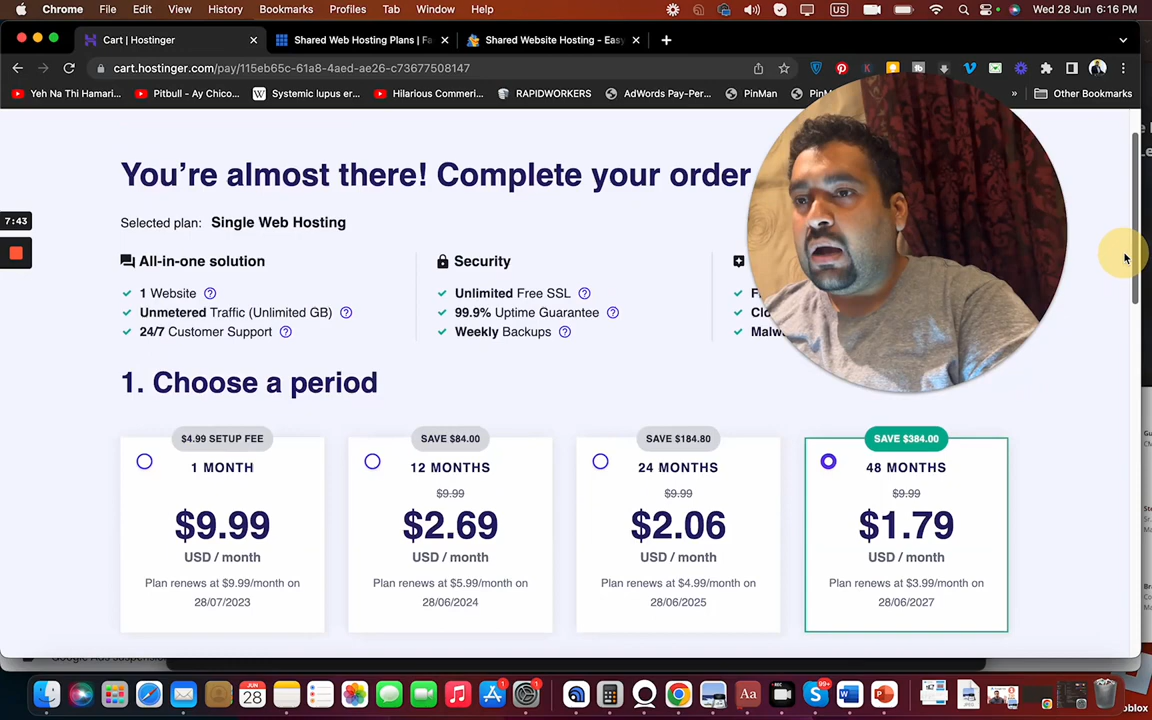 Chrome File Edit View History Bookmarks Profiles Tab Window Help US Wed 28 Jun 6:16 PM
Cart | Hostinger Shared Web Hosting Plans | Fa Shared Website Hosting - Easy
cart.hostinger.com/pay/115eb65c-61a8-4aed-ae26-c73677508147
Yeh Na Thi Hamari... Pitbull - Ay Chico... Systemic lupus er... Hilarious Commeri... RAPIDWORKERS AdWords Pay-Per... PinMan » Other Bookmarks
You're almost there! Complete your order
7:43
Selected plan: Single Web Hosting
All-in-one solution
1 Website
Unmetered Traffic (Unlimited GB)
24/7 Customer Support
Security
Unlimited Free SSL
99.9% Uptime Guarantee
Weekly Backups
1. Choose a period
$4.99 SETUP FEE
1 MONTH
$9.99
USD / month
Plan renews at $9.99/month on
28/07/2023
SAVE $84.00
12 MONTHS
$9.99
$2.69
USD / month
Plan renews at $5.99/month on
28/06/2024
SAVE $184.80
24 MONTHS
$9.99
$2.06
USD / month
Plan renews at $4.99/month on
28/06/2025
SAVE $384.00
48 MONTHS
$9.99
$1.79
USD / month
Plan renews at $3.99/month on
28/06/2027
JUN
28
Aa
99+